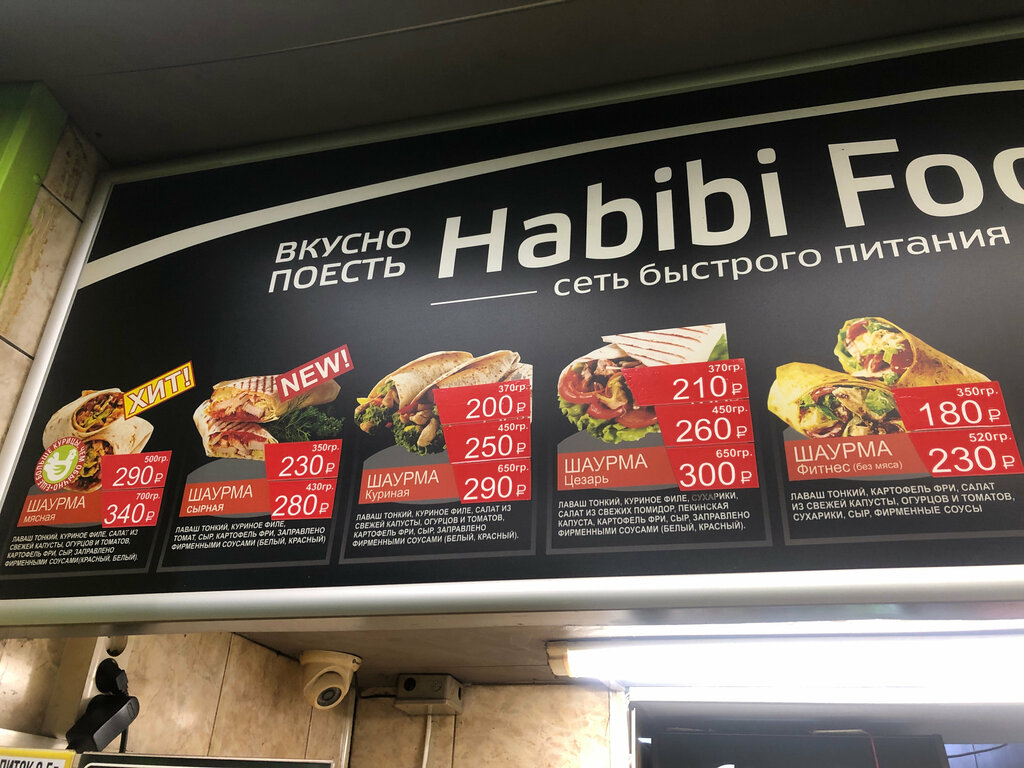 ВКУСНО
ПОЕСТЬ
Habibi Foo
сеть быстрого питания
ХИТ!
500гр.
290 ₽
700гр.
340 ₽
ШАУРМА
мясная
ЛАВАШ ТОНКИЙ, КУРИНОЕ ФИЛЕ, САЛАТ ИЗ
СВЕЖЕЙ КАПУСТЫ, ОГУРЦОВ И ТОМАТОВ,
КАРТОФЕЛЬ ФРИ, СЫР, ЗАПРАВЛЕНО
ФИРМЕННЫМИ СОУСАМИ(КРАСНЫЙ, БЕЛЫЙ).
NEW!
350гр.
230 ₽
430гр.
280 ₽
ШАУРМА
сырная
ЛАВАШ ТОНКИЙ, КУРИНОЕ ФИЛЕ,
ТОМАТ, СЫР, КАРТОФЕЛЬ ФРИ, ЗАПРАВЛЕНО
ФИРМЕННЫМИ СОУСАМИ (БЕЛЫЙ, КРАСНЫЙ)
370гр.
200 ₽
450гр.
250 ₽
650гр.
290 ₽
ШАУРМА
Куриная
ЛАВАШ ТОНКИЙ, КУРИНОЕ ФИЛЕ, САЛАТ ИЗ
СВЕЖЕЙ КАПУСТЫ, ОГУРЦОВ И ТОМАТОВ,
КАРТОФЕЛЬ ФРИ, СЫР, ЗАПРАВЛЕНО
ФИРМЕННЫМИ СОУСАМИ (БЕЛЫЙ, КРАСНЫЙ).
370гр.
210 ₽
450гр.
260 ₽
650гр.
300 ₽
ШАУРМА
Цезарь
ЛАВАШ ТОНКИЙ, КУРИНОЕ ФИЛЕ, СУХАРИКИ,
САЛАТ ИЗ СВЕЖИХ ПОМИДОР, ПЕКИНСКАЯ
КАПУСТА, КАРТОФЕЛЬ ФРИ, СЫР, ЗАПРАВЛЕНО
ФИРМЕННЫМИ СОУСАМИ (БЕЛЫЙ, КРАСНЫЙ).
350гр.
180 ₽
520гр.
230 ₽
ШАУРМА
Фитнес (без мяса)
ЛАВАШ ТОНКИЙ, КАРТОФЕЛЬ ФРИ, САЛАТ
ИЗ СВЕЖЕЙ КАПУСТЫ, ОГУРЦОВ И ТОМАТОВ,
СУХАРИКИ, СЫР, ФИРМЕННЫЕ СОУСЫ